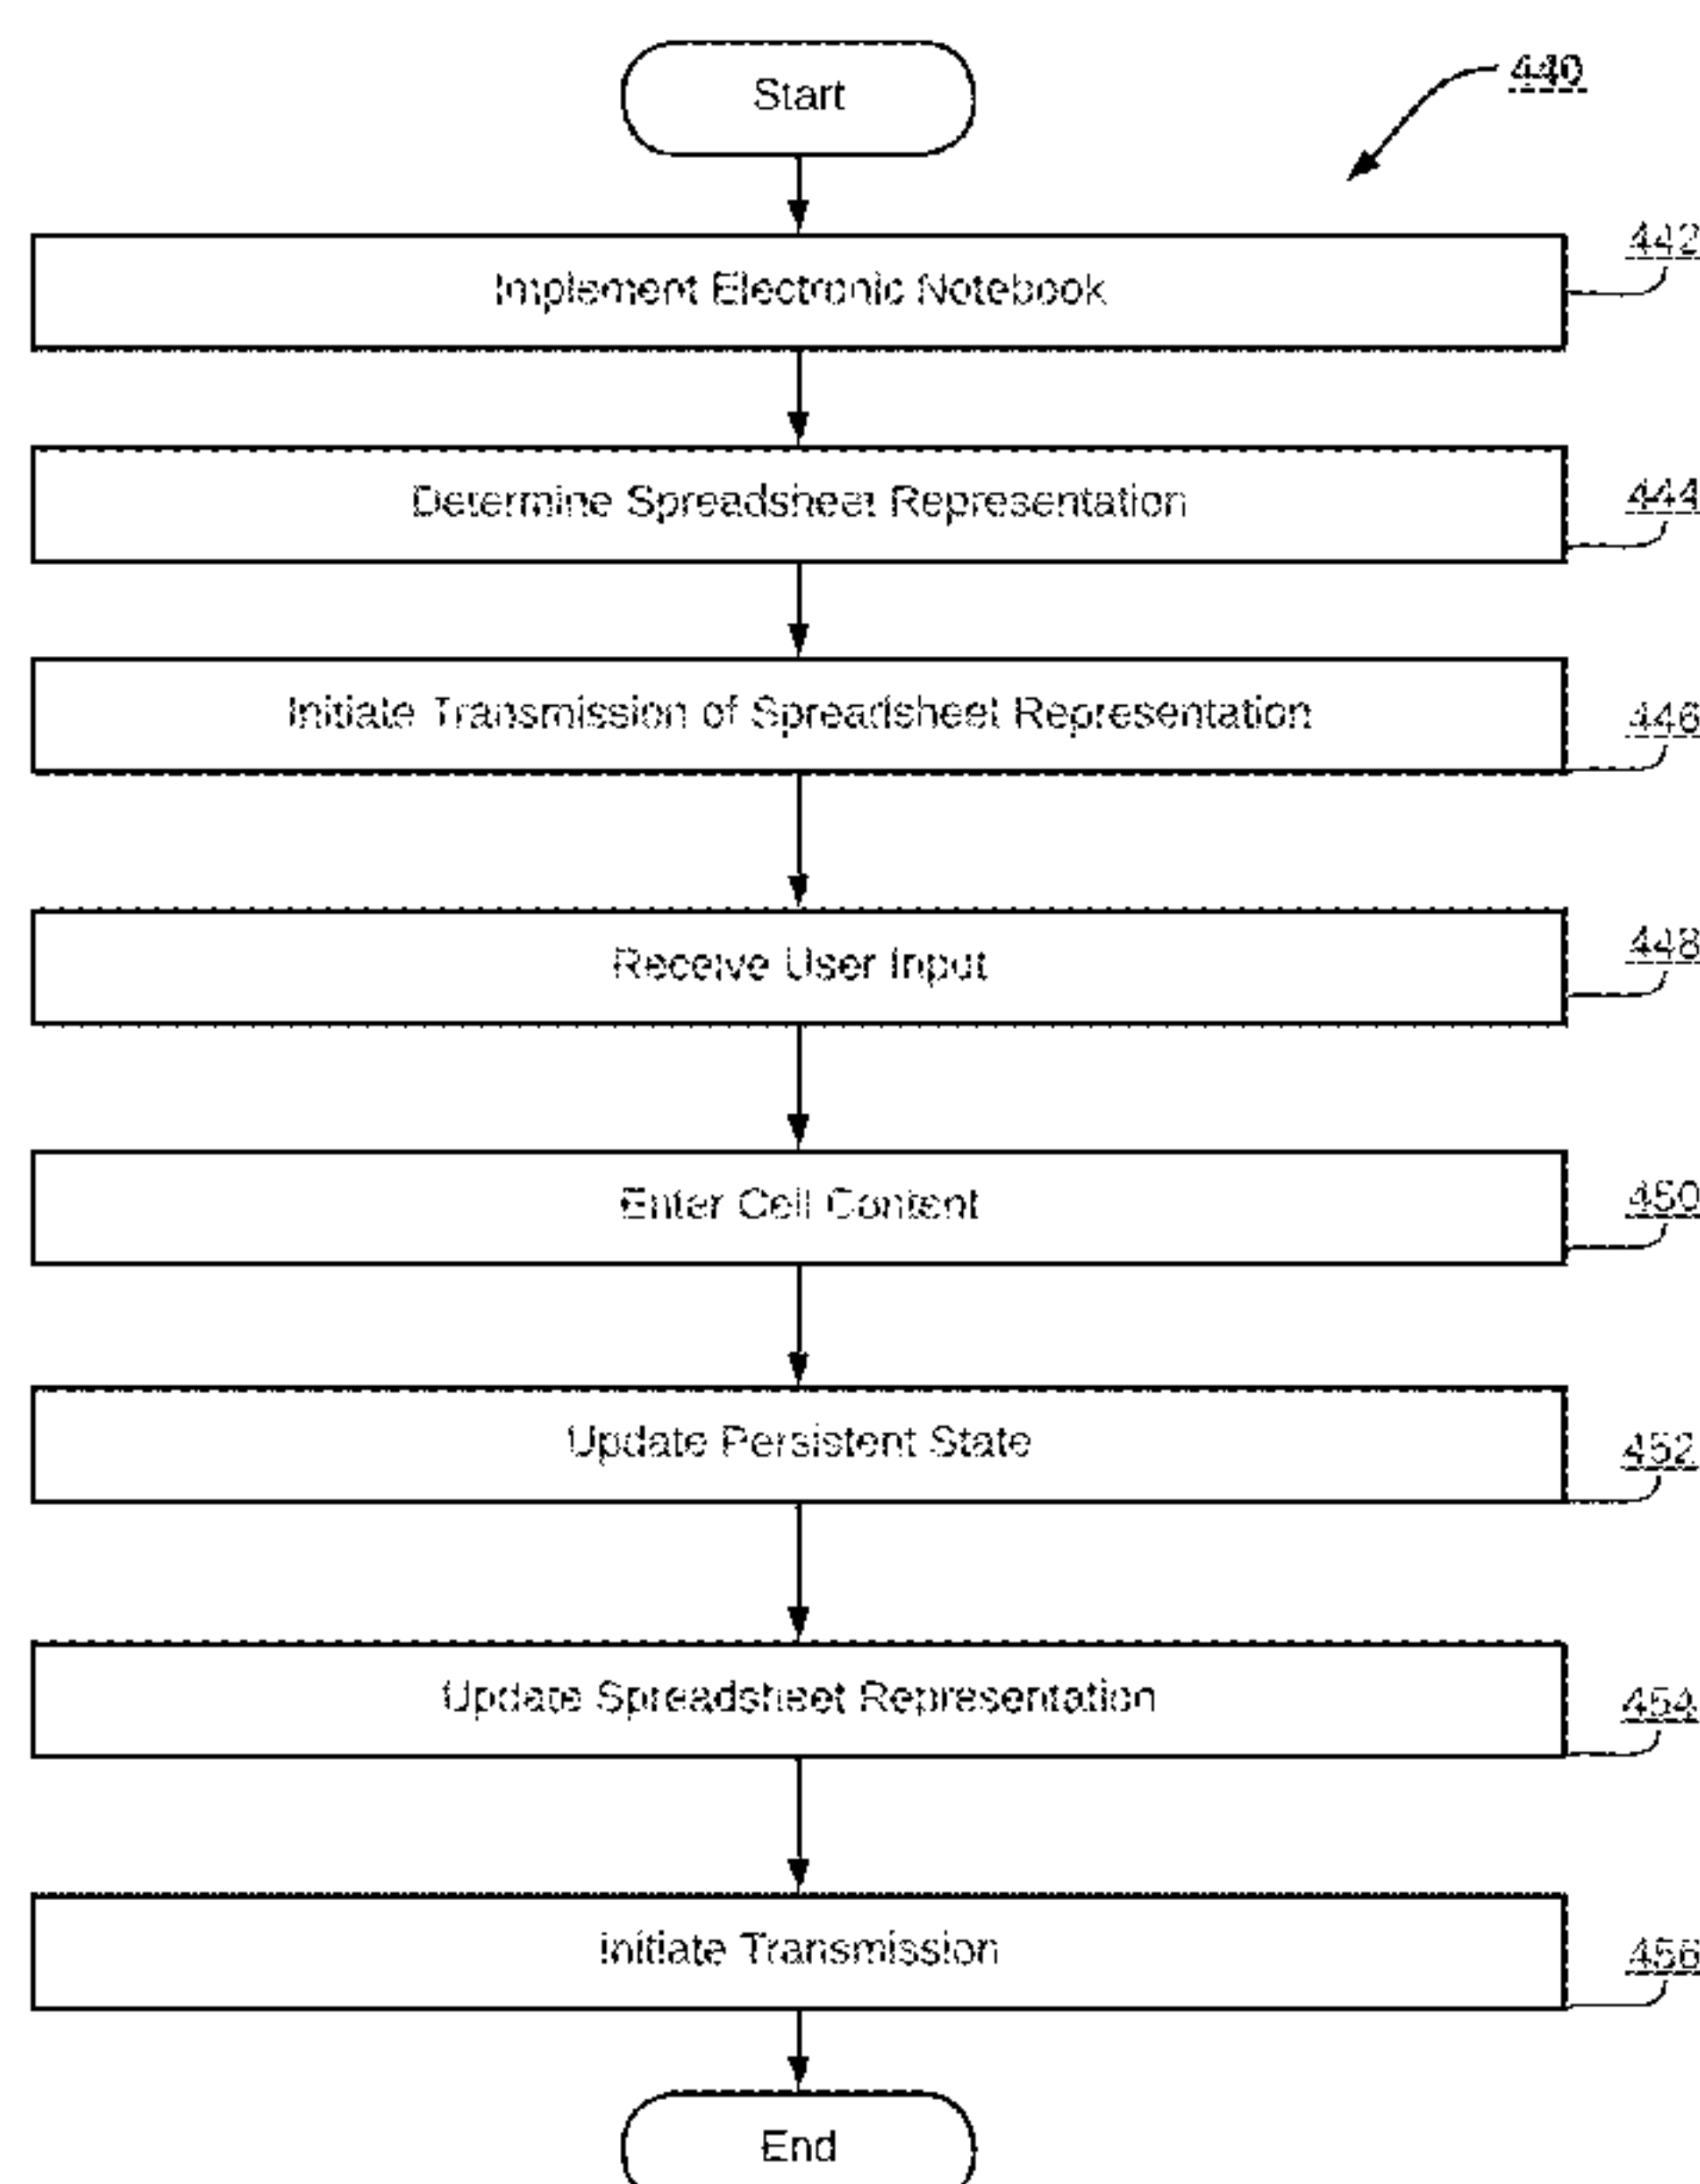 Start
440
Implement Electronic Notebook
442
Determine Spreadsheet Representation
444
Initiate Transmission of Spreadsheet Representation
446
Receive User Input
448
Enter Cell Content
450
Update Persistent State
452
Update Spreadsheet Representation
454
Initiate Transmission
456
End